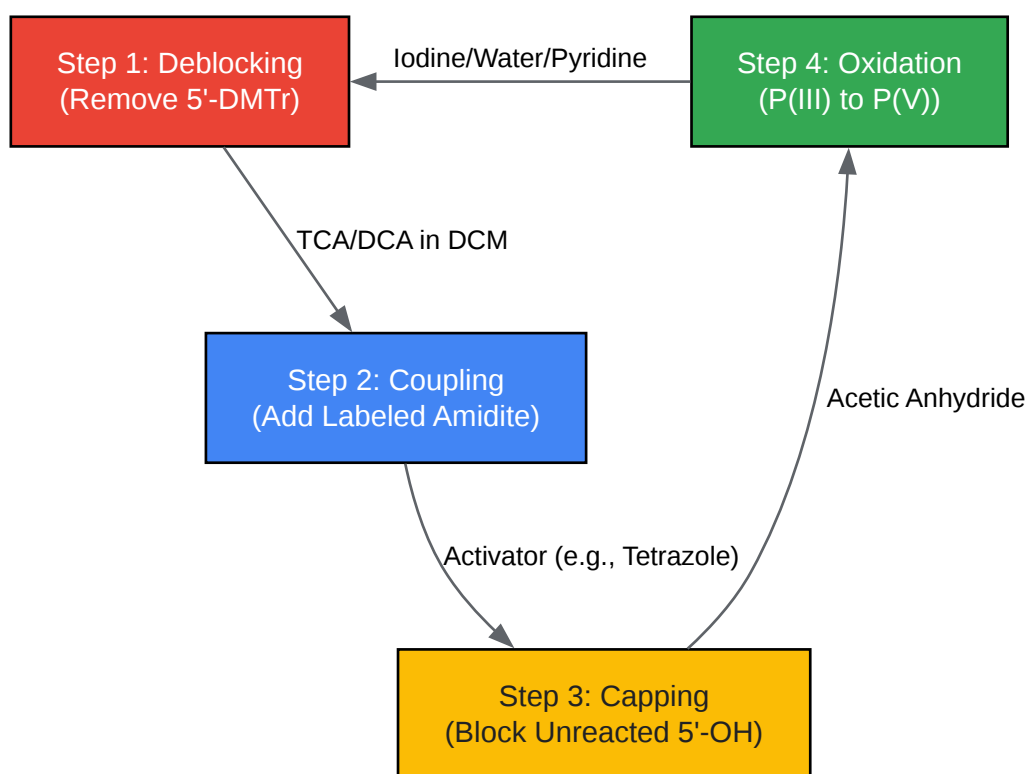 Step 1: Deblocking
(Remove 5'-DMTr)
Iodine/Water/Pyridine
Step 4: Oxidation
(P(III) to P(V))
TCA/DCA in DCM
Step 2: Coupling
(Add Labeled Amidite)
Acetic Anhydride
Activator (e.g., Tetrazole)
Step 3: Capping
(Block Unreacted 5'-OH)